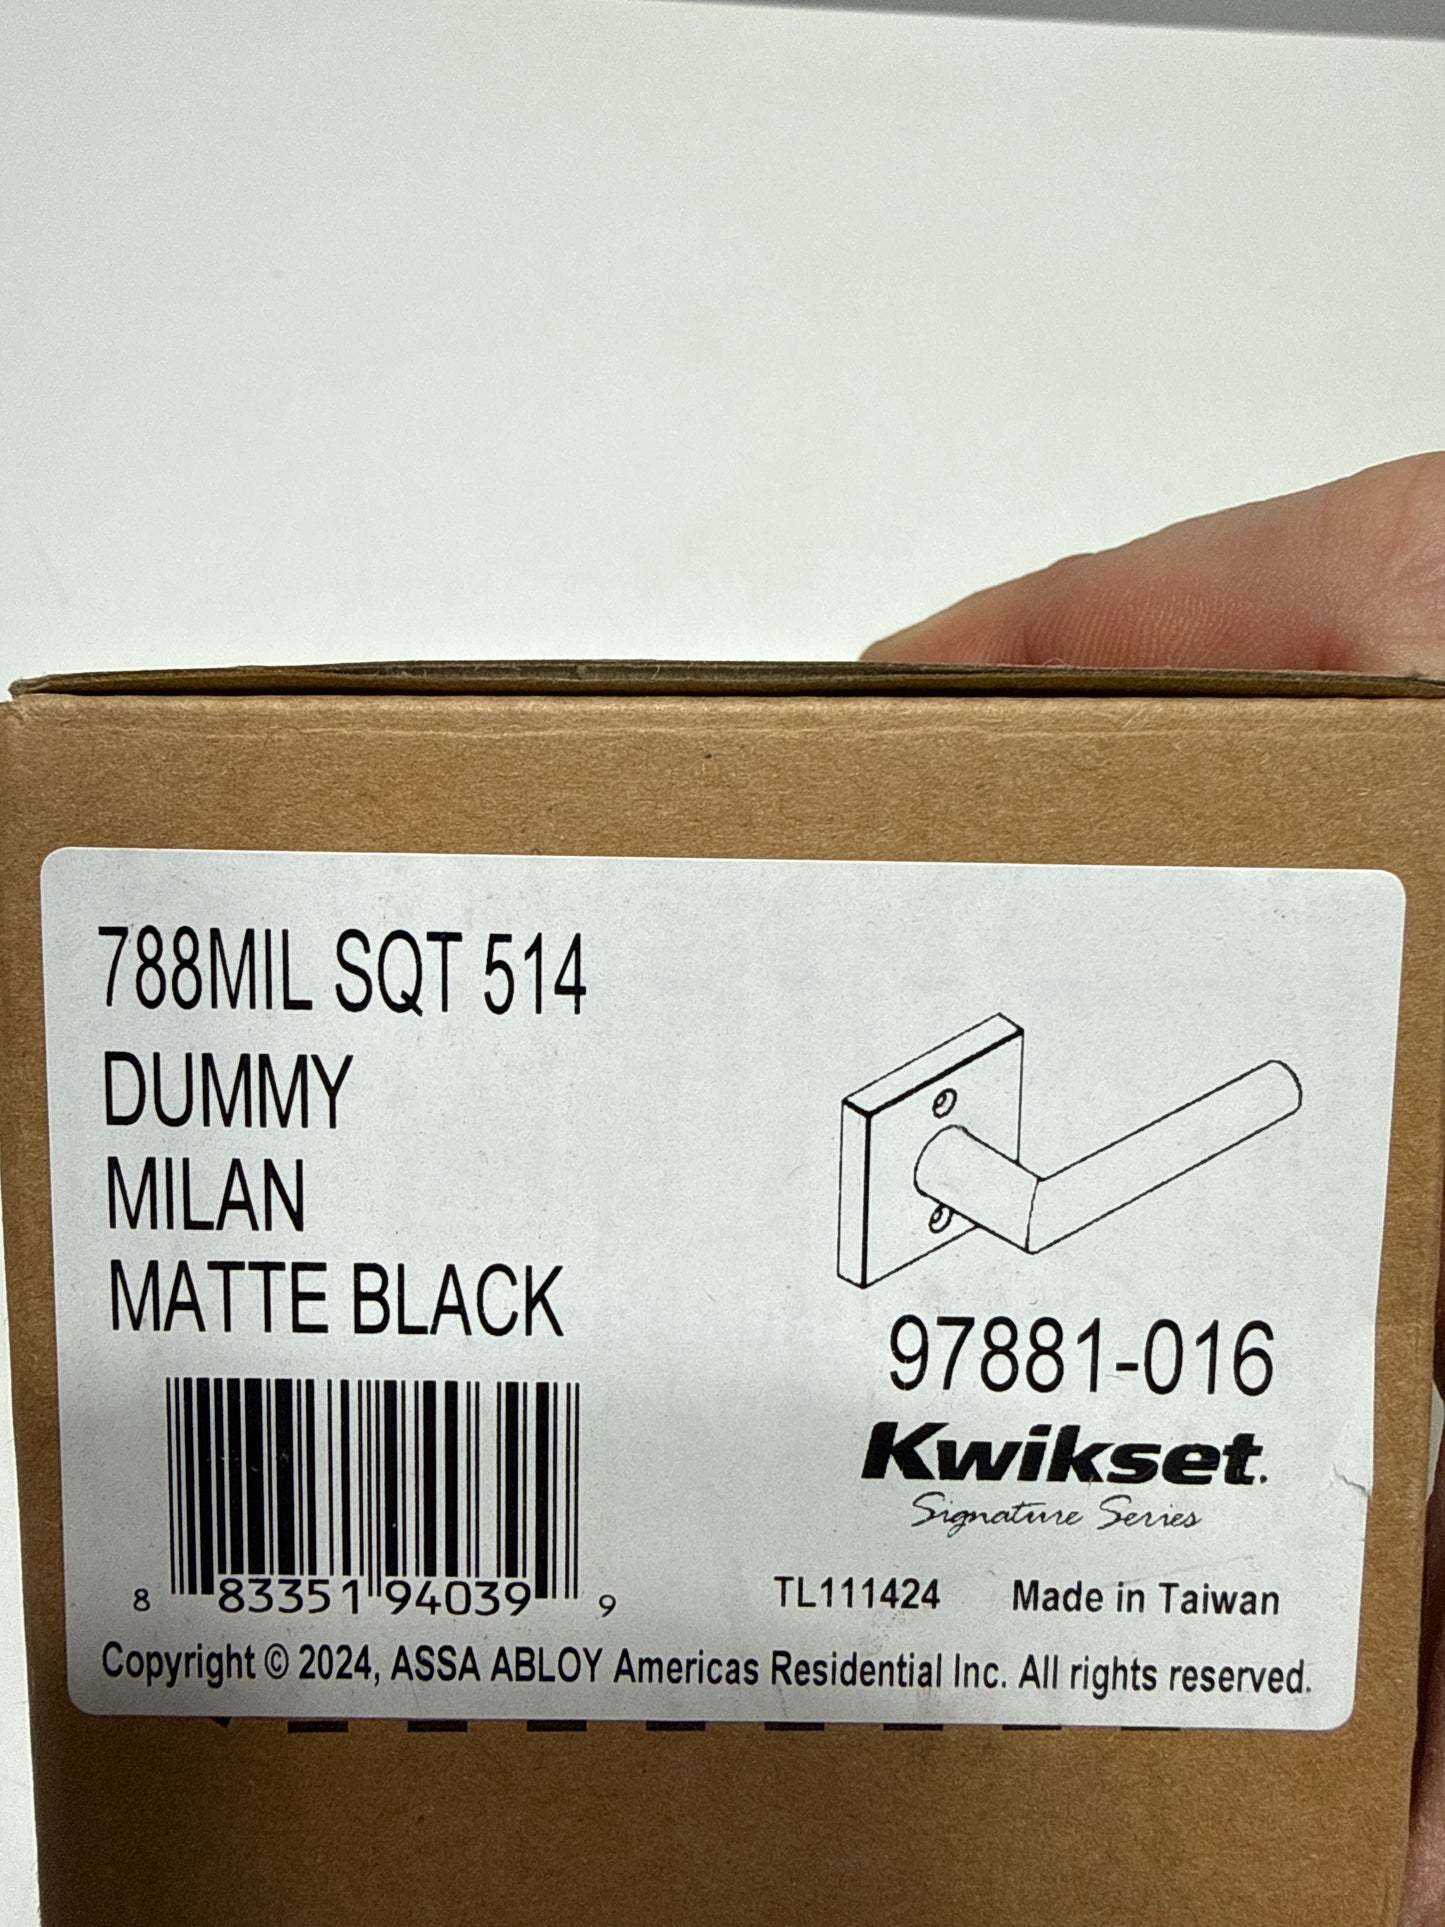 788MIL SQT 514
DUMMY
MILAN
MATTE BLACK
97881-016
Kwikset.
Signature Series
8 83351 94039 9
TL111424 Made in Taiwan
Copyright © 2024, ASSA ABLOY Americas Residential Inc. All rights reserved.